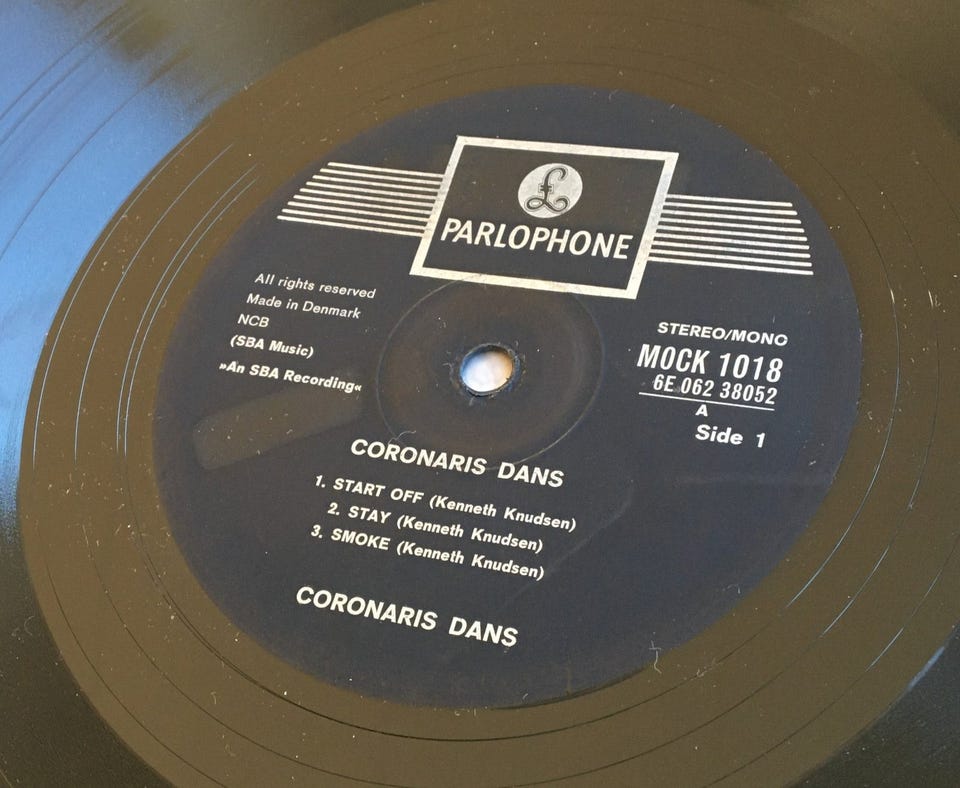 £
PARLOPHONE
All rights reserved
Made in Denmark
NCB
(SBA Music)
»An SBA Recording«
STEREO/MONO
MOCK 1018
6E 062 38052
A
Side 1
CORONARIS DANS
1. START OFF (Kenneth Knudsen)
2. STAY (Kenneth Knudsen)
3. SMOKE (Kenneth Knudsen)
CORONARIS DANS